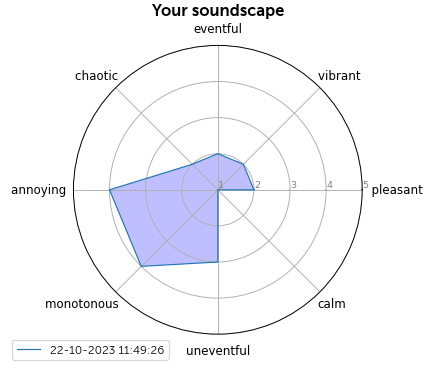 Your soundscape
eventful
chaotic
vibrant
annoying
1 2 3 4 5
pleasant
monotonous
calm
uneventful
22-10-2023 11:49:26